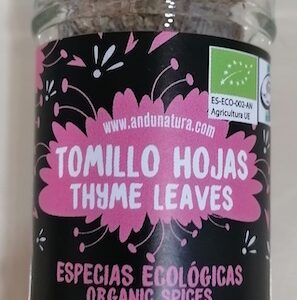 ES-ECO-002-AN
Agricultura UE
www.andunatura.com
TOMILLO HOJAS
THYME LEAVES
ESPECIAS ECOLÓGICAS
ORGANIC SPICES